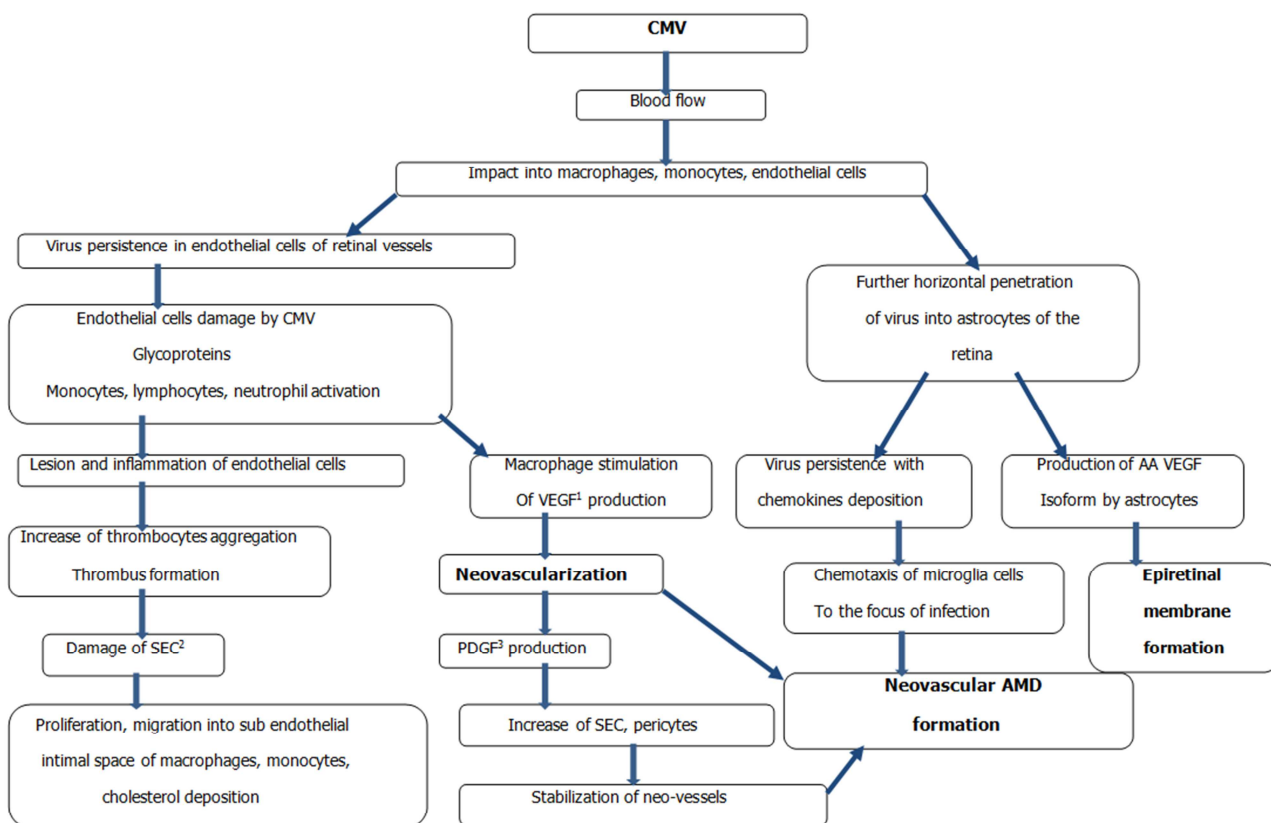 CMV
Blood flow
Impact into macrophages, monocytes, endothelial cells
Virus persistence in endothelial cells of retinal vessels
Further horizontal penetration
of virus into astrocytes of the
retina
Endothelial cells damage by CMV
Glycoproteins
Monocytes, lymphocytes, neutrophil activation
Lesion and inflammation of endothelial cells
Macrophage stimulation
Of VEGF¹ production
Virus persistence with
chemokines deposition
Production of AA VEGF
Isoform by astrocytes
Increase of thrombocytes aggregation
Thrombus formation
Neovascularization
Chemotaxis of microglia cells
To the focus of infection
Epiretinal
membrane
formation
Damage of SEC²
PDGF³ production
Neovascular AMD
formation
Proliferation, migration into sub endothelial
intimal space of macrophages, monocytes,
cholesterol deposition
Increase of SEC, pericytes
Stabilization of neo-vessels